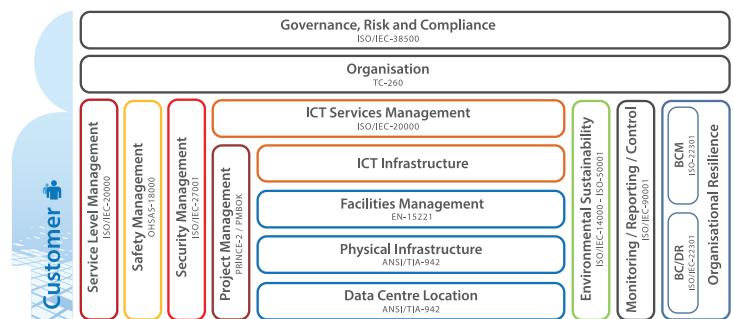 Governance, Risk and Compliance
ISO/IEC-38500
Organisation
TC-260
Customer
Service Level Management
ISO/IEC-20000
Safety Management
OHSAS-18000
Security Management
ISO/IEC-27001
ICT Services Management
ISO/IEC-20000
Project Management
PRINCE-2 / PMBOK
ICT Infrastructure
Facilities Management
EN-15221
Physical Infrastructure
ANSI/TIA-942
Data Centre Location
ANSI/TIA-942
Environmental Sustainability
ISO/IEC-14000 - ISO-50001
Monitoring / Reporting / Control
ISO/IEC-90001
BCM
ISO-22301
BC/DR
ISO/IEC-22301
Organisational Resilience